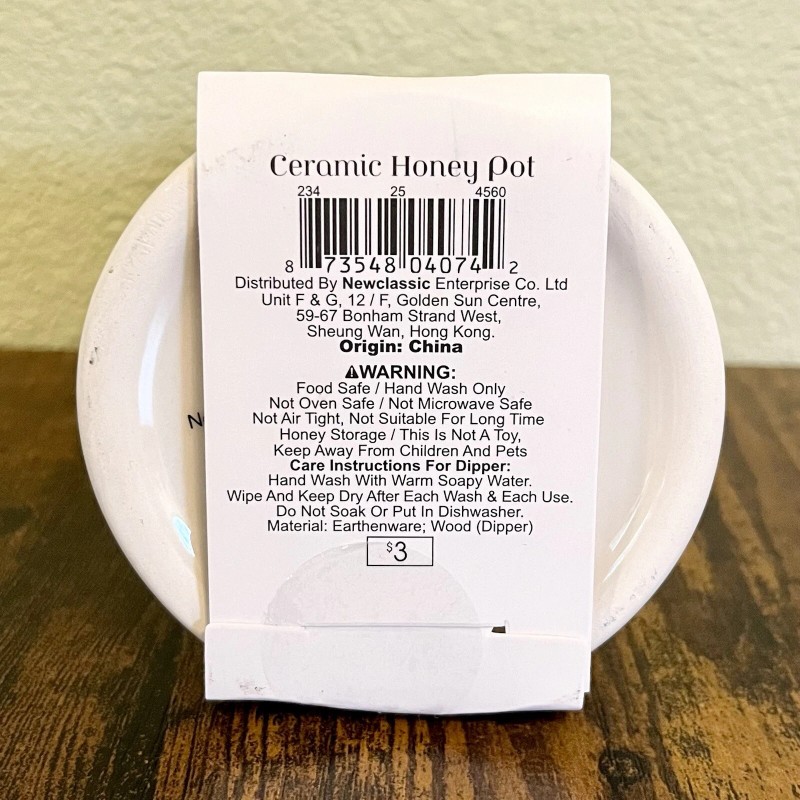 Ceramic Honey Pot
234 25 4560
8 73548 04074 2
Distributed By Newclassic Enterprise Co. Ltd
Unit F & G, 12 / F, Golden Sun Centre,
59-67 Bonham Strand West,
Sheung Wan, Hong Kong.
Origin: China
⚠WARNING:
Food Safe / Hand Wash Only
Not Oven Safe / Not Microwave Safe
Not Air Tight, Not Suitable For Long Time
Honey Storage / This Is Not A Toy,
Keep Away From Children And Pets
Care Instructions For Dipper:
Hand Wash With Warm Soapy Water.
Wipe And Keep Dry After Each Wash & Each Use.
Do Not Soak Or Put In Dishwasher.
Material: Earthenware; Wood (Dipper)
$3